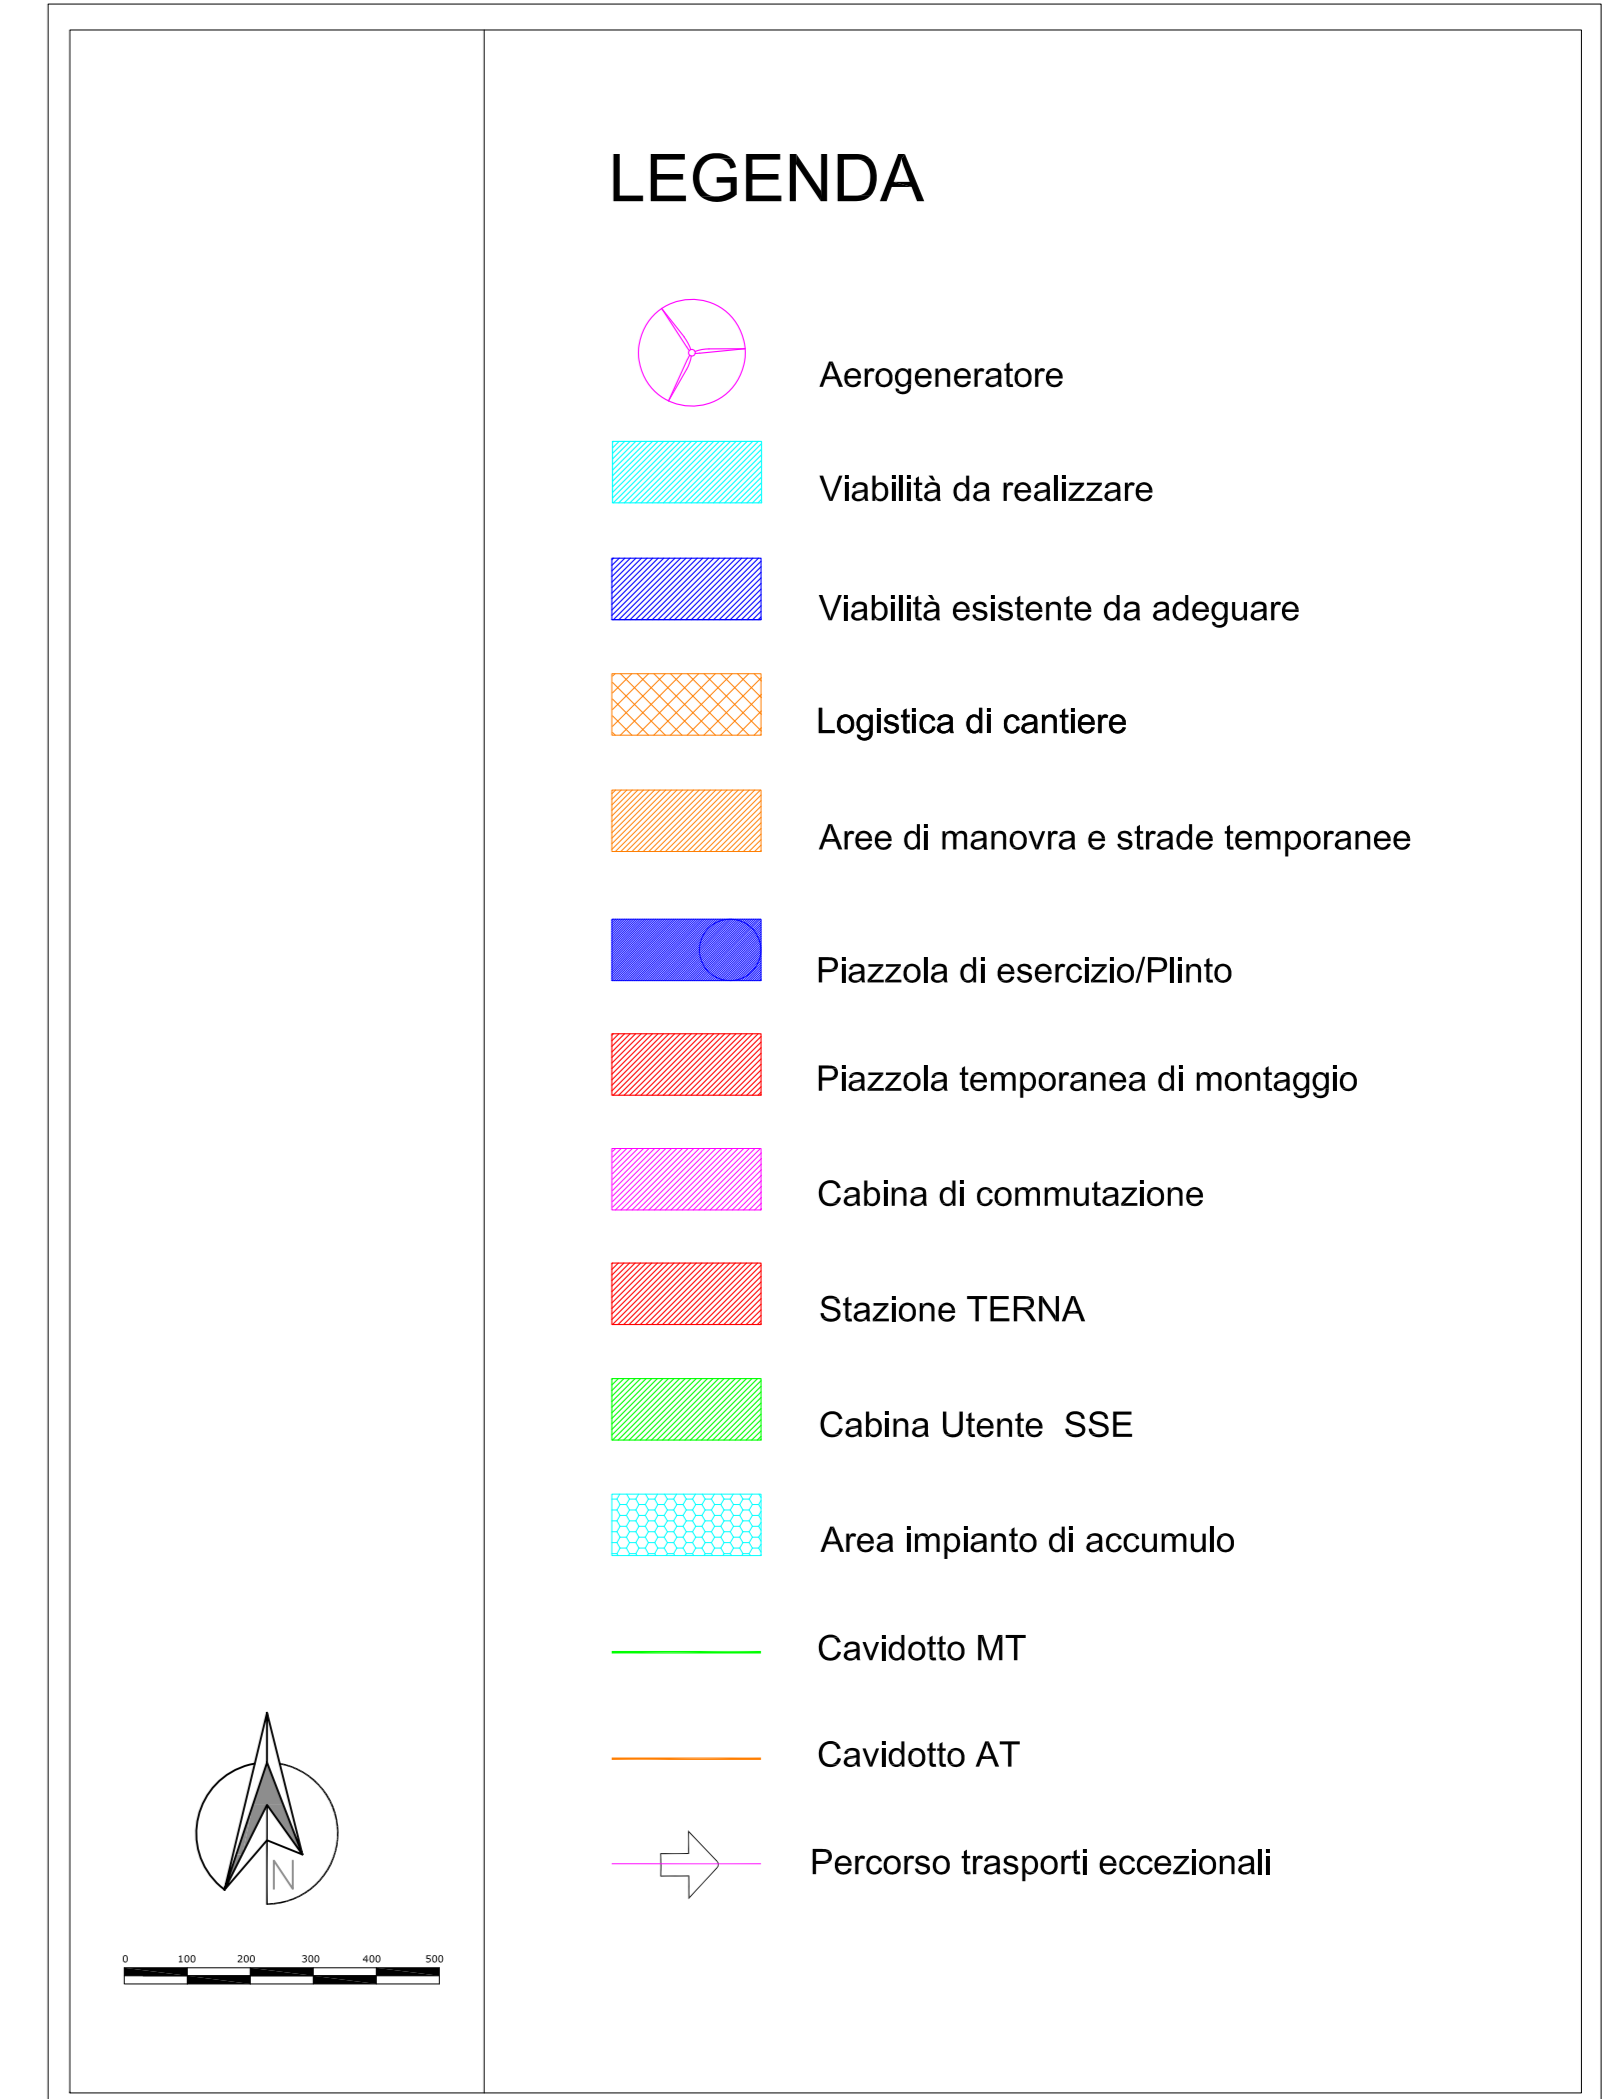 LEGENDA
Aerogeneratore
Viabilità da realizzare
Viabilità esistente da adeguare
Logistica di cantiere
Aree di manovra e strade temporanee
Piazzola di esercizio/Plinto
Piazzola temporanea di montaggio
Cabina di commutazione
Stazione TERNA
Cabina Utente  SSE
Area impianto di accumulo
Cavidotto MT
Cavidotto AT
Percorso trasporti eccezionali
N
0 100 200 300 400 500